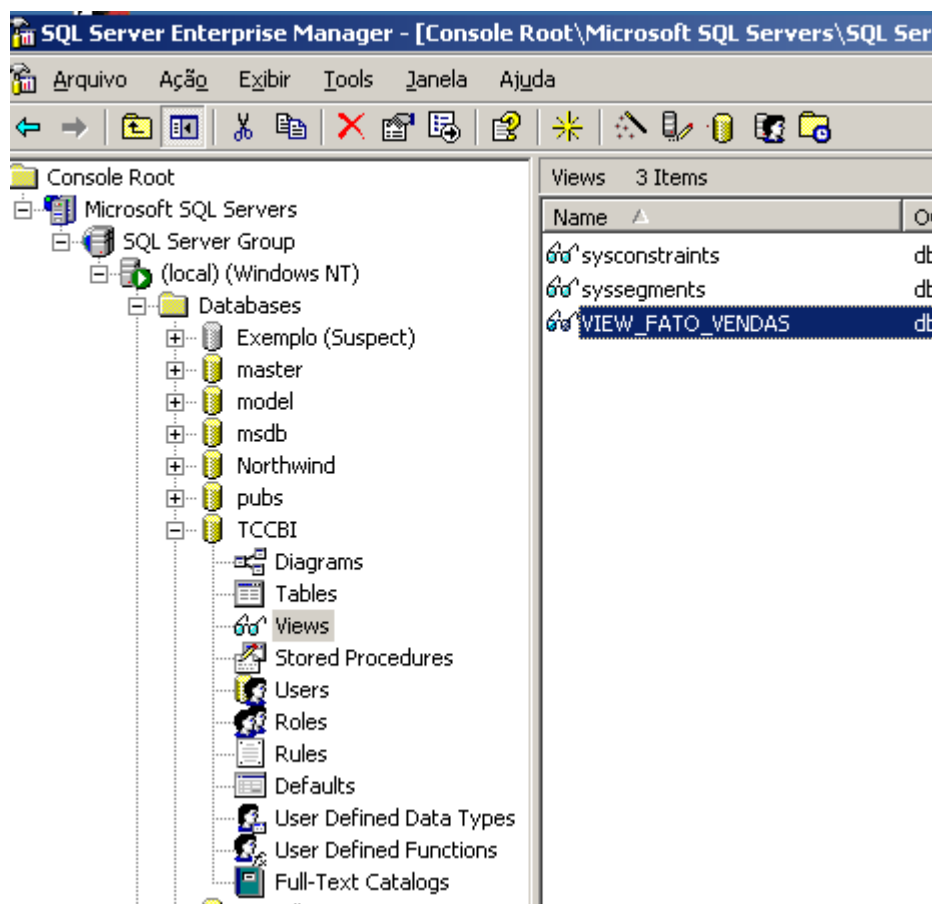 SQL Server Enterprise Manager - [Console Root\Microsoft SQL Servers\SQL Ser
Arquivo Ação Exibir Tools Janela Ajuda
Console Root
Microsoft SQL Servers
SQL Server Group
(local) (Windows NT)
Databases
Exemplo (Suspect)
master
model
msdb
Northwind
pubs
TCCBI
Diagrams
Tables
Views
Stored Procedures
Users
Roles
Rules
Defaults
User Defined Data Types
User Defined Functions
Full-Text Catalogs
Views 3 Items
Name
sysconstraints
syssegments
VIEW_FATO_VENDAS